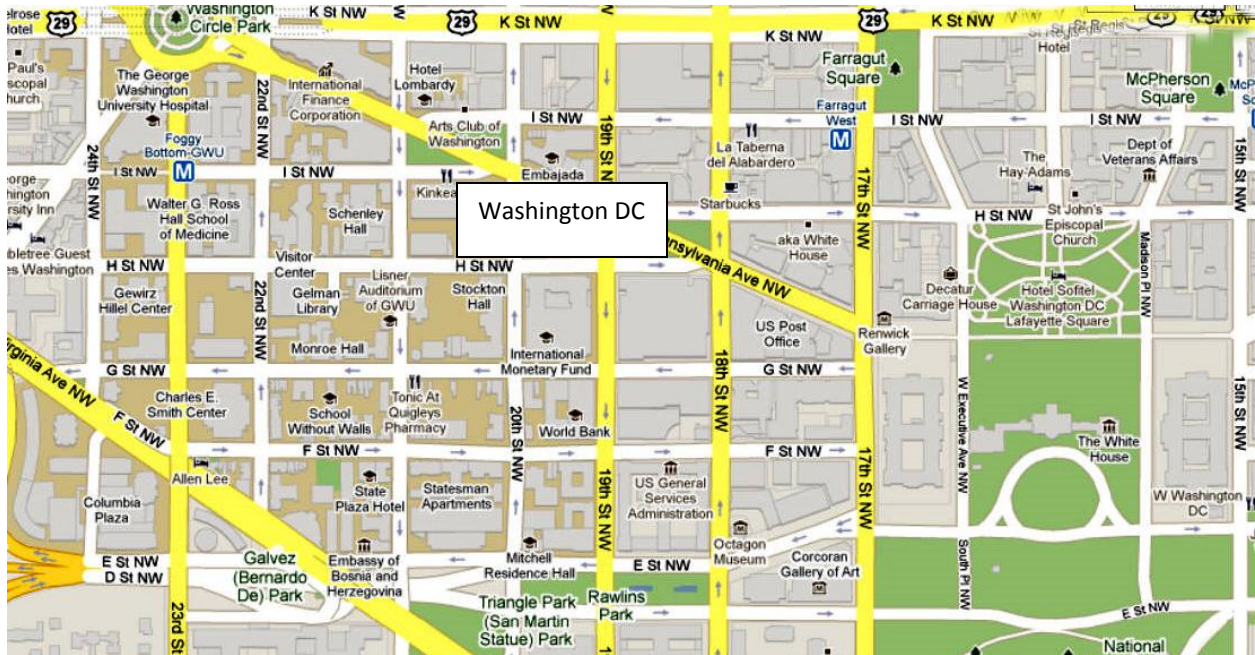 Washington
Circle Park
K St NW
29
29
K St NW
29
K St NW
Hotel
K St NW
Hotel
Paul's
The George
Washington
University Hospital
22nd St NW
International
Finance
Corporation
Hotel
Lombardy
Farragut
Square
McPherson
Square
Arts Club of
Washington
I St NW
19th St
Farragut
West
M
I St NW
I St NW
La Taberna
del Alabardero
The
Hay-Adams
Dept of
Veterans Affairs
15th St NW
Foggy
Bottom-GWU
M
24th St NW
I St NW
I St NW
Embajada
Starbucks
17th St NW
Walter G. Ross
Hall School
of Medicine
Schenley
Hall
Washington DC
H St NW
St John's
Episcopal
Church
aka White
House
Madison Pl NW
H St NW
Visitor
Center
H St NW
nsylvania Ave NW
Gewirz
Hillel Center
22nd St NW
Gelman
Library
Lisner
Auditorium
of GWU
Stockton
Hall
Decatur
Carriage House
Hotel Sofitel
Washington DC
Lafayette Square
Monroe Hall
International
Monetary Fund
US Post
Office
Renwick
Gallery
irginia Ave NW
G St NW
G St NW
18th St NW
W Executive Ave NW
15th St NW
F St NW
Charles E.
Smith Center
School
Without Walls
Tonic At
Quigleys
Pharmacy
20th St NW
World Bank
F St NW
F St NW
17th St NW
The White
House
Allen Lee
19th St NW
Columbia
Plaza
State
Plaza Hotel
Statesman
Apartments
US General
Services
Administration
W Washington
DC
E St NW
D St NW
Galvez
(Bernardo
De) Park
Embassy of
Bosnia and
Herzegovina
Mitchell
Residence Hall
E St NW
Octagon
Museum
Corcoran
Gallery of Art
South Pl NW
23rd St
Triangle Park
(San Martin
Statue) Park
Rawlins
Park
E St NW
National